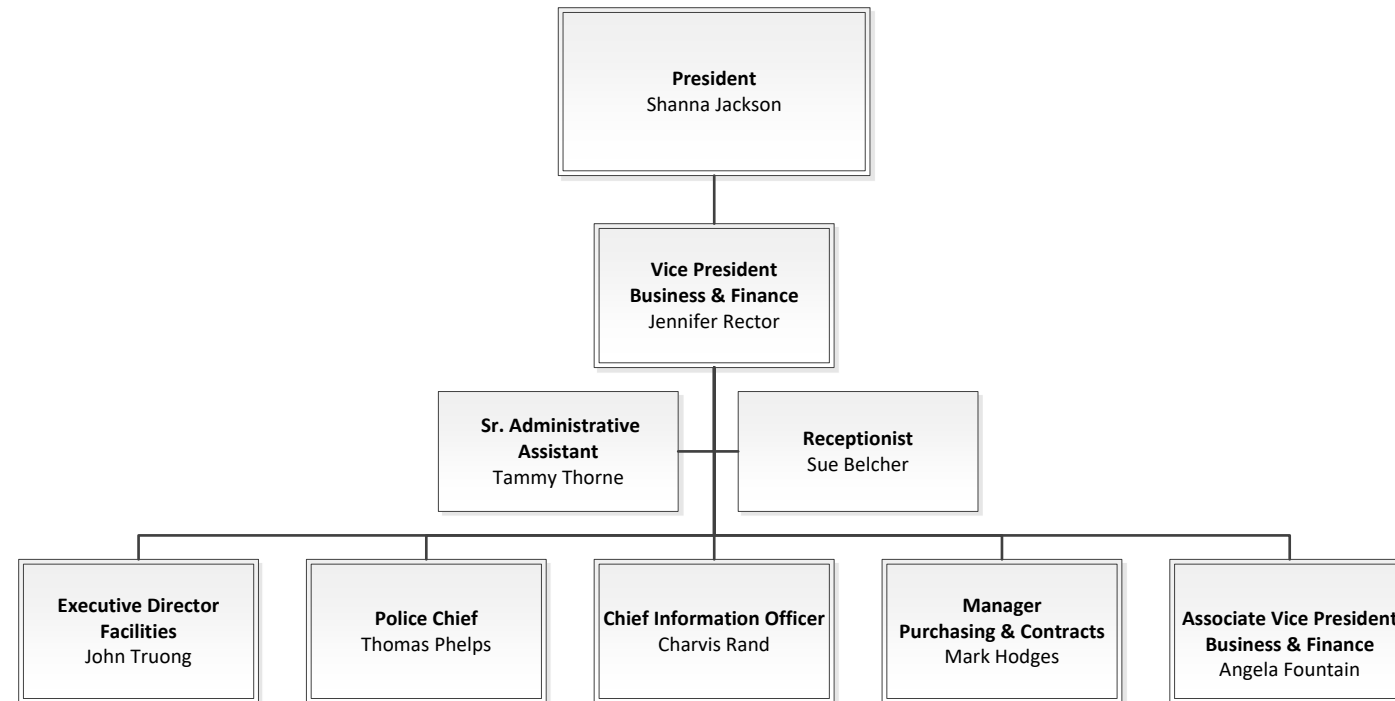 President
Shanna Jackson
Vice President
Business & Finance
Jennifer Rector
Sr. Administrative
Assistant
Tammy Thorne
Receptionist
Sue Belcher
Executive Director
Facilities
John Truong
Police Chief
Thomas Phelps
Chief Information Officer
Charvis Rand
Manager
Purchasing & Contracts
Mark Hodges
Associate Vice President
Business & Finance
Angela Fountain